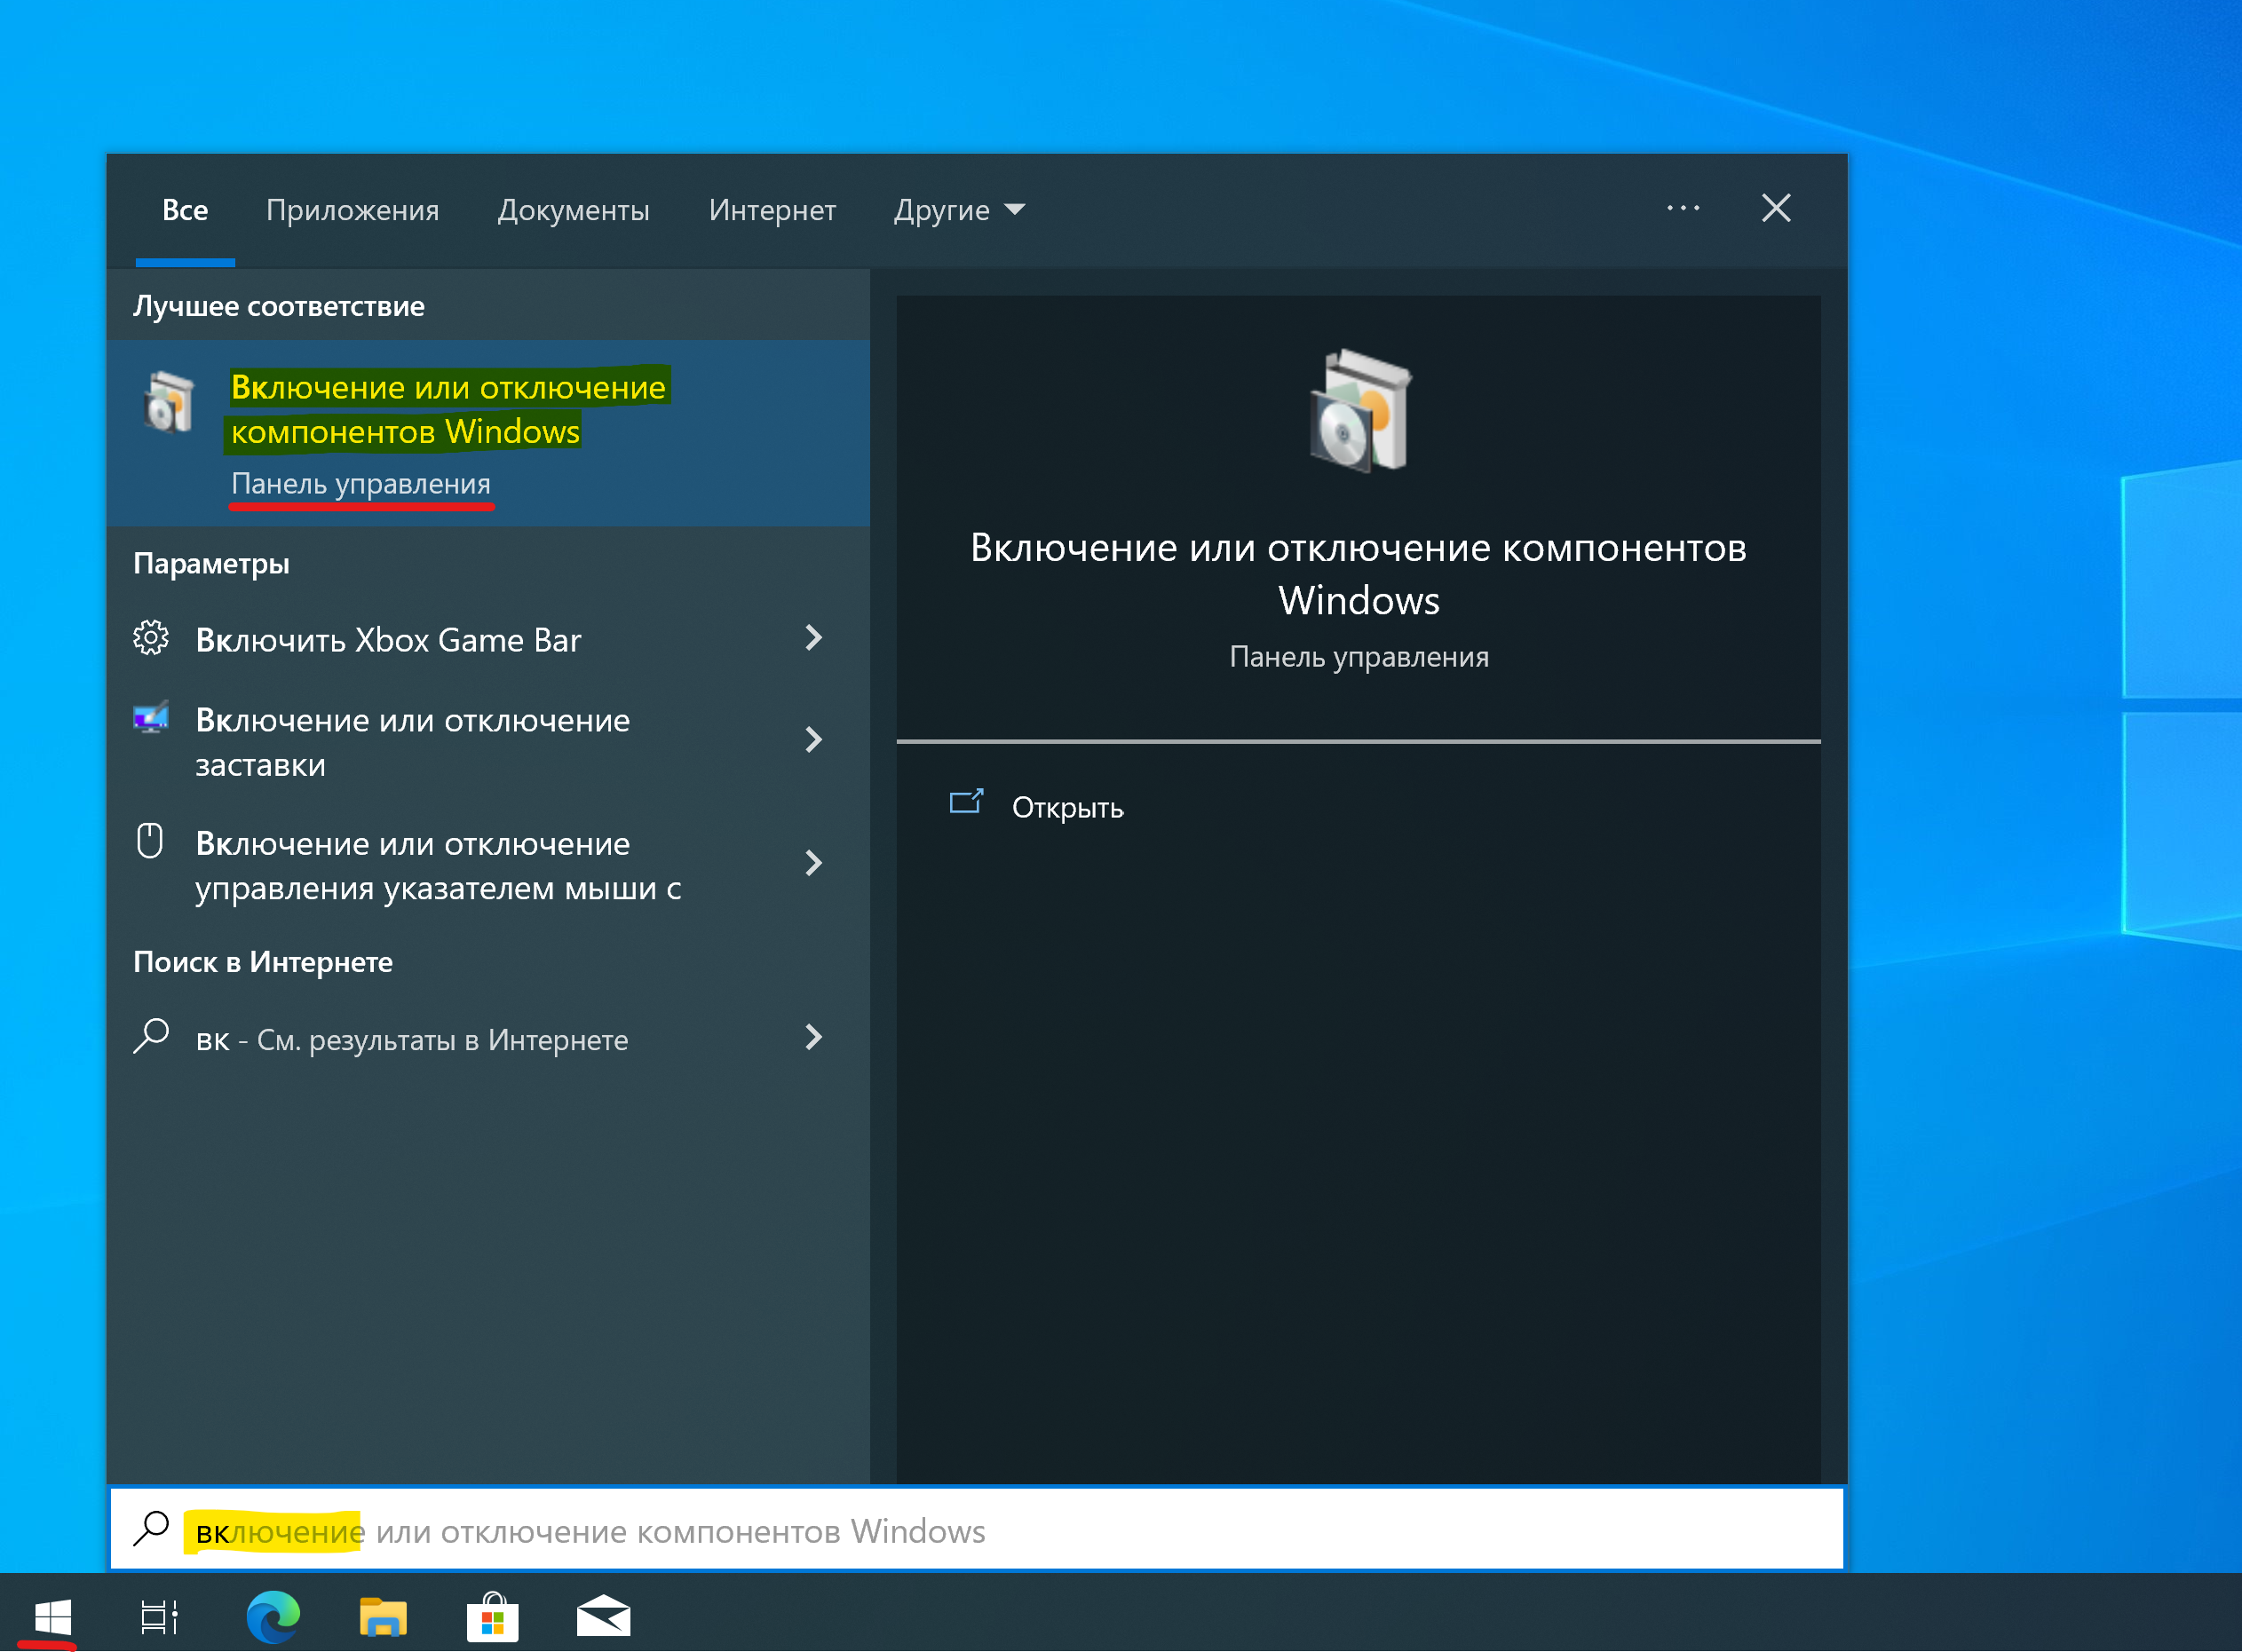 Все Приложения Документы Интернет Другие
Лучшее соответствие
Включение или отключение
компонентов Windows
Панель управления
Параметры
Включить Xbox Game Bar
Включение или отключение
заставки
Включение или отключение
управления указателем мыши с
Поиск в Интернете
вк - См. результаты в Интернете
Включение или отключение компонентов
Windows
Панель управления
Открыть
включение или отключение компонентов Windows